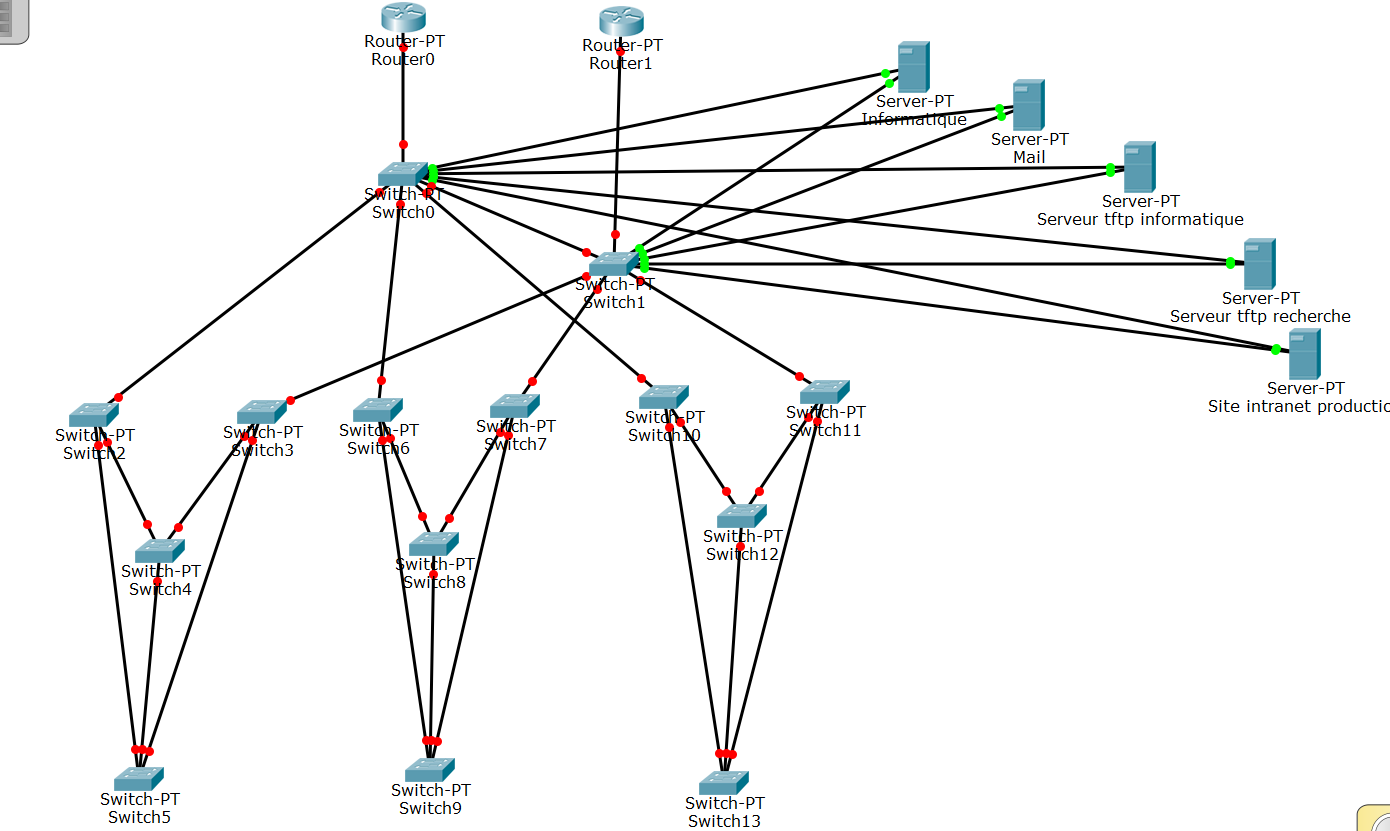 Router-PT
Router0
Router-PT
Router1
Server-PT
Informatique
Server-PT
Mail
Switch-PT
Switch0
Server-PT
Serveur tftp informatique
Switch-PT
Switch1
Server-PT
Serveur tftp recherche
Server-PT
Site intranet productio
Switch-PT
Switch2
Switch-PT
Switch3
Switch-PT
Switch6
Switch-PT
Switch7
Switch-PT
Switch10
Switch-PT
Switch11
Switch-PT
Switch4
Switch-PT
Switch8
Switch-PT
Switch12
Switch-PT
Switch5
Switch-PT
Switch9
Switch-PT
Switch13